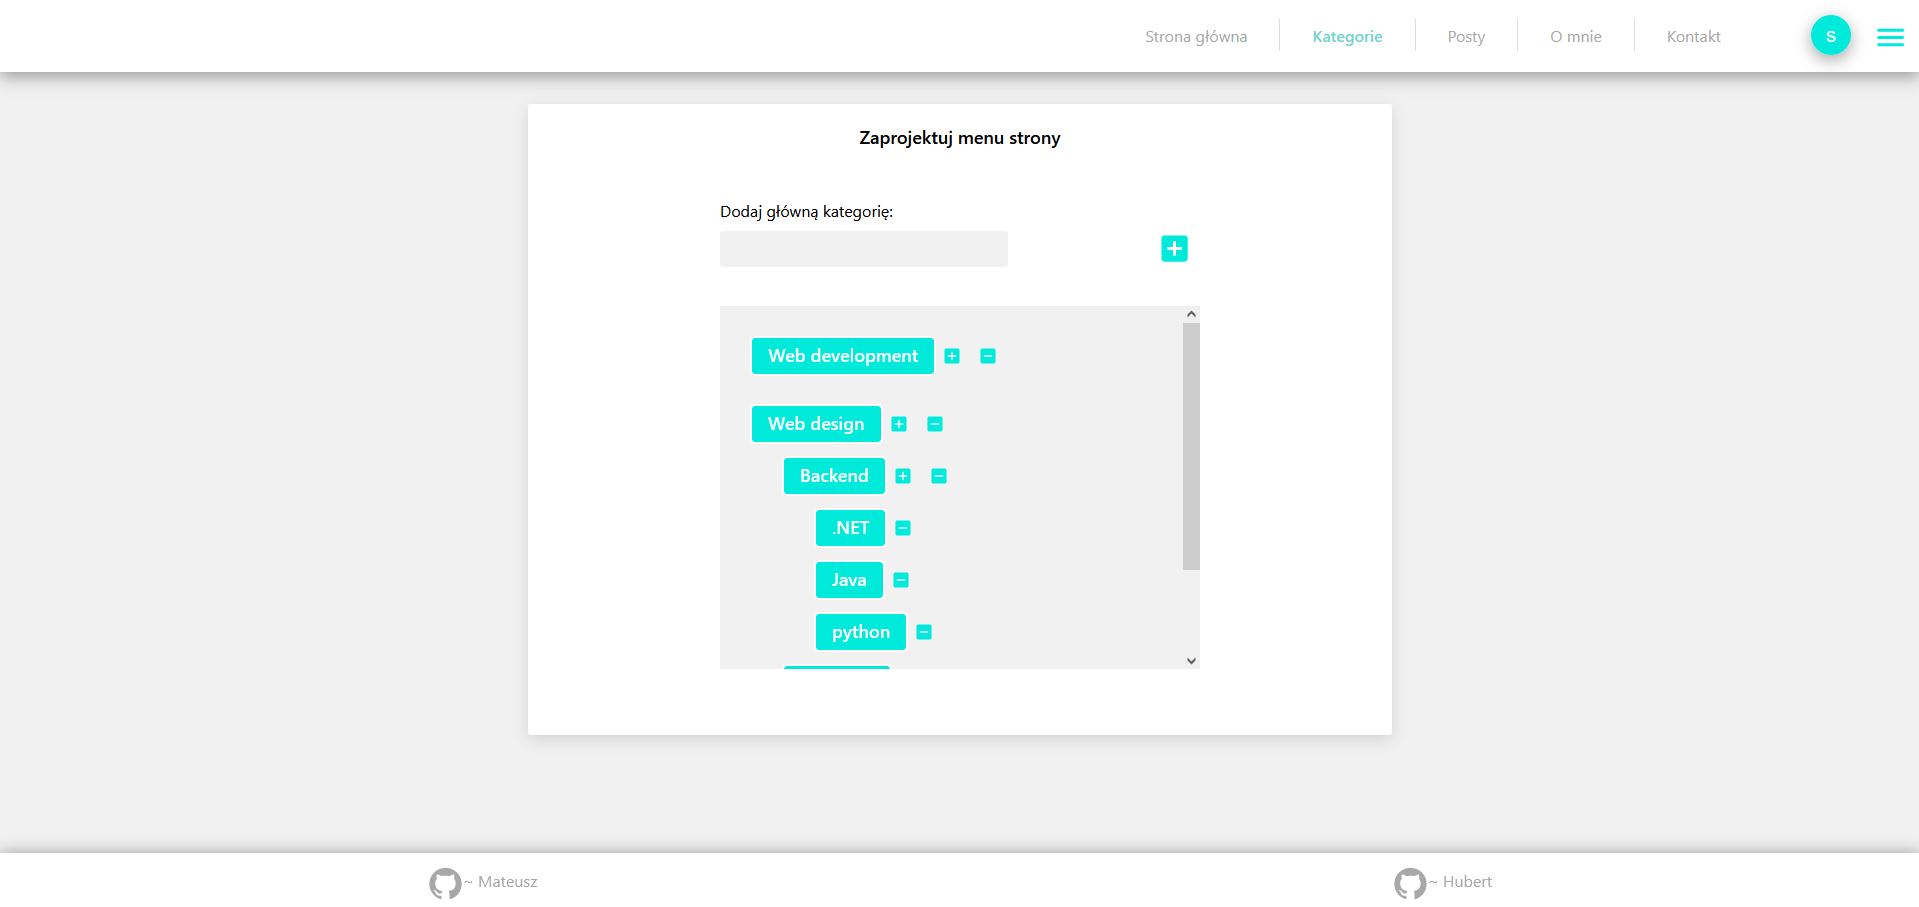 Strona główna
Kategorie
Posty
O mnie
Kontakt
S
Zaprojektuj menu strony
Dodaj główną kategorię:
Web development
Web design
Backend
.NET
Java
python
~ Mateusz
~ Hubert